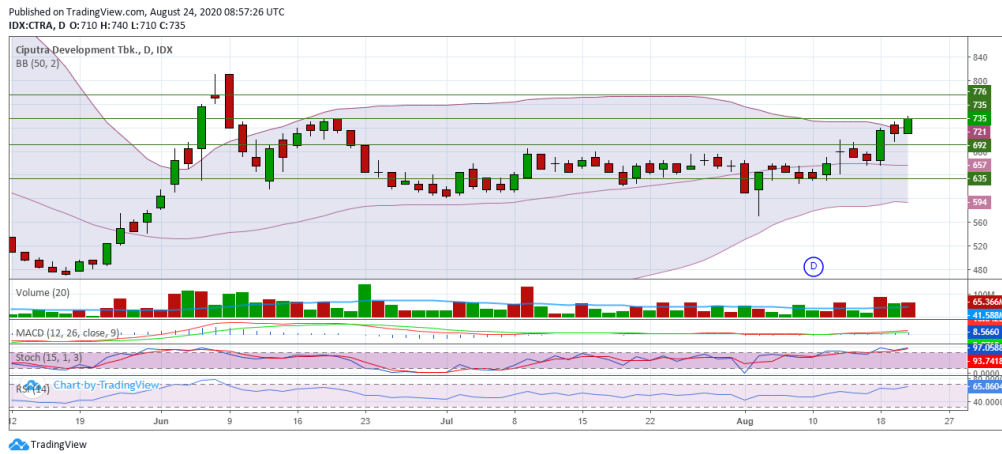 Published on TradingView.com, August 24, 2020 08:57:26 UTC
IDX:CTRA, D O:710 H:740 L:710 C:735
Ciputra Development Tbk., D, IDX
BB (50, 2)
840
800
776
735
735
721
692
680
657
635
594
560
520
480
D
Volume (20)
100M
65.366M
41.588M
MACD (12, 26, close, 9)
8.5660
Stoch (15, 1, 3)
97.0588
93.7418
0.0000
Chart by TradingView
RSI (14)
65.8604
40.0000
12 19 Jun 9 16 23 Jul 8 15 22 Aug 10 18 27
TradingView